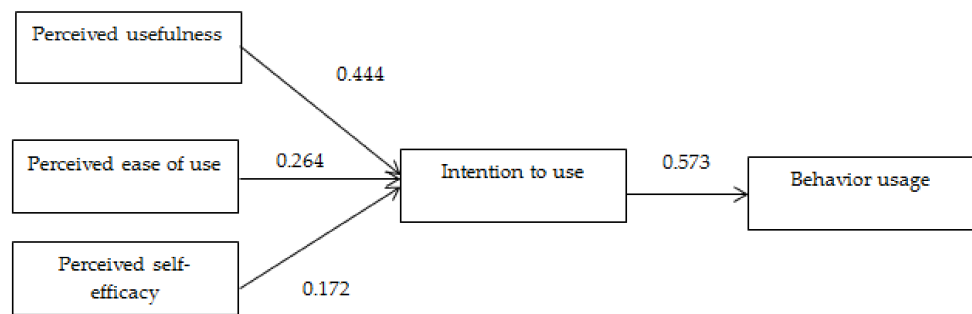 Perceived usefulness
0.444
Perceived ease of use
0.264
Intention to use
0.573
Behavior usage
Perceived self-
efficacy
0.172